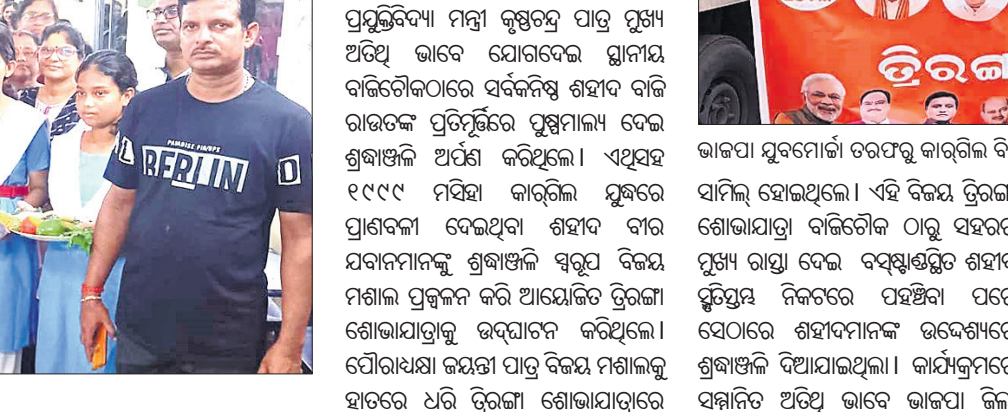 PARADISE PINUPS
BERLIN
D
ପ୍ରଯୁକ୍ତିବିଦ୍ୟା ମନ୍ତ୍ରୀ କୃଷ୍ଣଚନ୍ଦ୍ର ପାତ୍ର ମୁଖ୍ୟ
ଅତିଥି ଭାବେ ଯୋଗଦେଇ ସ୍ଥାନୀୟ
ବାଜିଚୌକଠାରେ ସର୍ବକନିଷ୍ଠ ଶହୀଦ ବାଜି
ରାଉତଙ୍କ ପ୍ରତିମୂର୍ତ୍ତିରେ ପୁଷ୍ପମାଲ୍ୟ ଦେଇ
ଶ୍ରଦ୍ଧାଞ୍ଜଳି ଅର୍ପଣ କରିଥିଲେ। ଏଥିସହ
୧୯୯୯ ମସିହା କାର୍‌ଗିଲ ଯୁଦ୍ଧରେ
ପ୍ରାଣବଳୀ ଦେଇଥିବା ଶହୀଦ ବୀର
ଯବାନମାନଙ୍କୁ ଶ୍ରଦ୍ଧାଞ୍ଜଳି ସ୍ୱରୂପ ବିଜୟ
ମଶାଲ ପ୍ରଜ୍ୱଳନ କରି ଆୟୋଜିତ ତ୍ରିରଙ୍ଗା
ଶୋଭାଯାତ୍ରାକୁ ଉଦ୍‌ଘାଟନ କରିଥିଲେ।
ପୌରାଧ୍ୟକ୍ଷା ଜୟନ୍ତୀ ପାତ୍ର ବିଜୟ ମଶାଲକୁ
ହାତରେ ଧରି ତ୍ରିରଙ୍ଗା ଶୋଭାଯାତ୍ରାରେ
ତ୍ରିରଙ୍ଗ
ଭାଜପା ଯୁବମୋର୍ଚ୍ଚା ତରଫରୁ କାର୍‌ଗିଲ ବି
ସାମିଲ୍ ହୋଇଥିଲେ। ଏହି ବିଜୟ ତ୍ରିରଙ୍ଗ
ଶୋଭାଯାତ୍ରା ବାଜିଚୌକ ଠାରୁ ସହରର
ମୁଖ୍ୟ ରାସ୍ତା ଦେଇ ବସ୍‌ଷ୍ଟାଣ୍ଡସ୍ଥିତ ଶହୀଦ
ସ୍ମୃତିସ୍ତମ୍ଭ ନିକଟରେ ପହଞ୍ଚିବା ପରେ
ସେଠାରେ ଶହୀଦମାନଙ୍କ ଉଦ୍ଦେଶ୍ୟରେ
ଶ୍ରଦ୍ଧାଞ୍ଜଳି ଦିଆଯାଇଥିଲା। କାର୍ଯ୍ୟକ୍ରମରେ
ସମ୍ମାନିତ ଅତିଥି ଭାବେ ଭାଜପା ଜିଲ